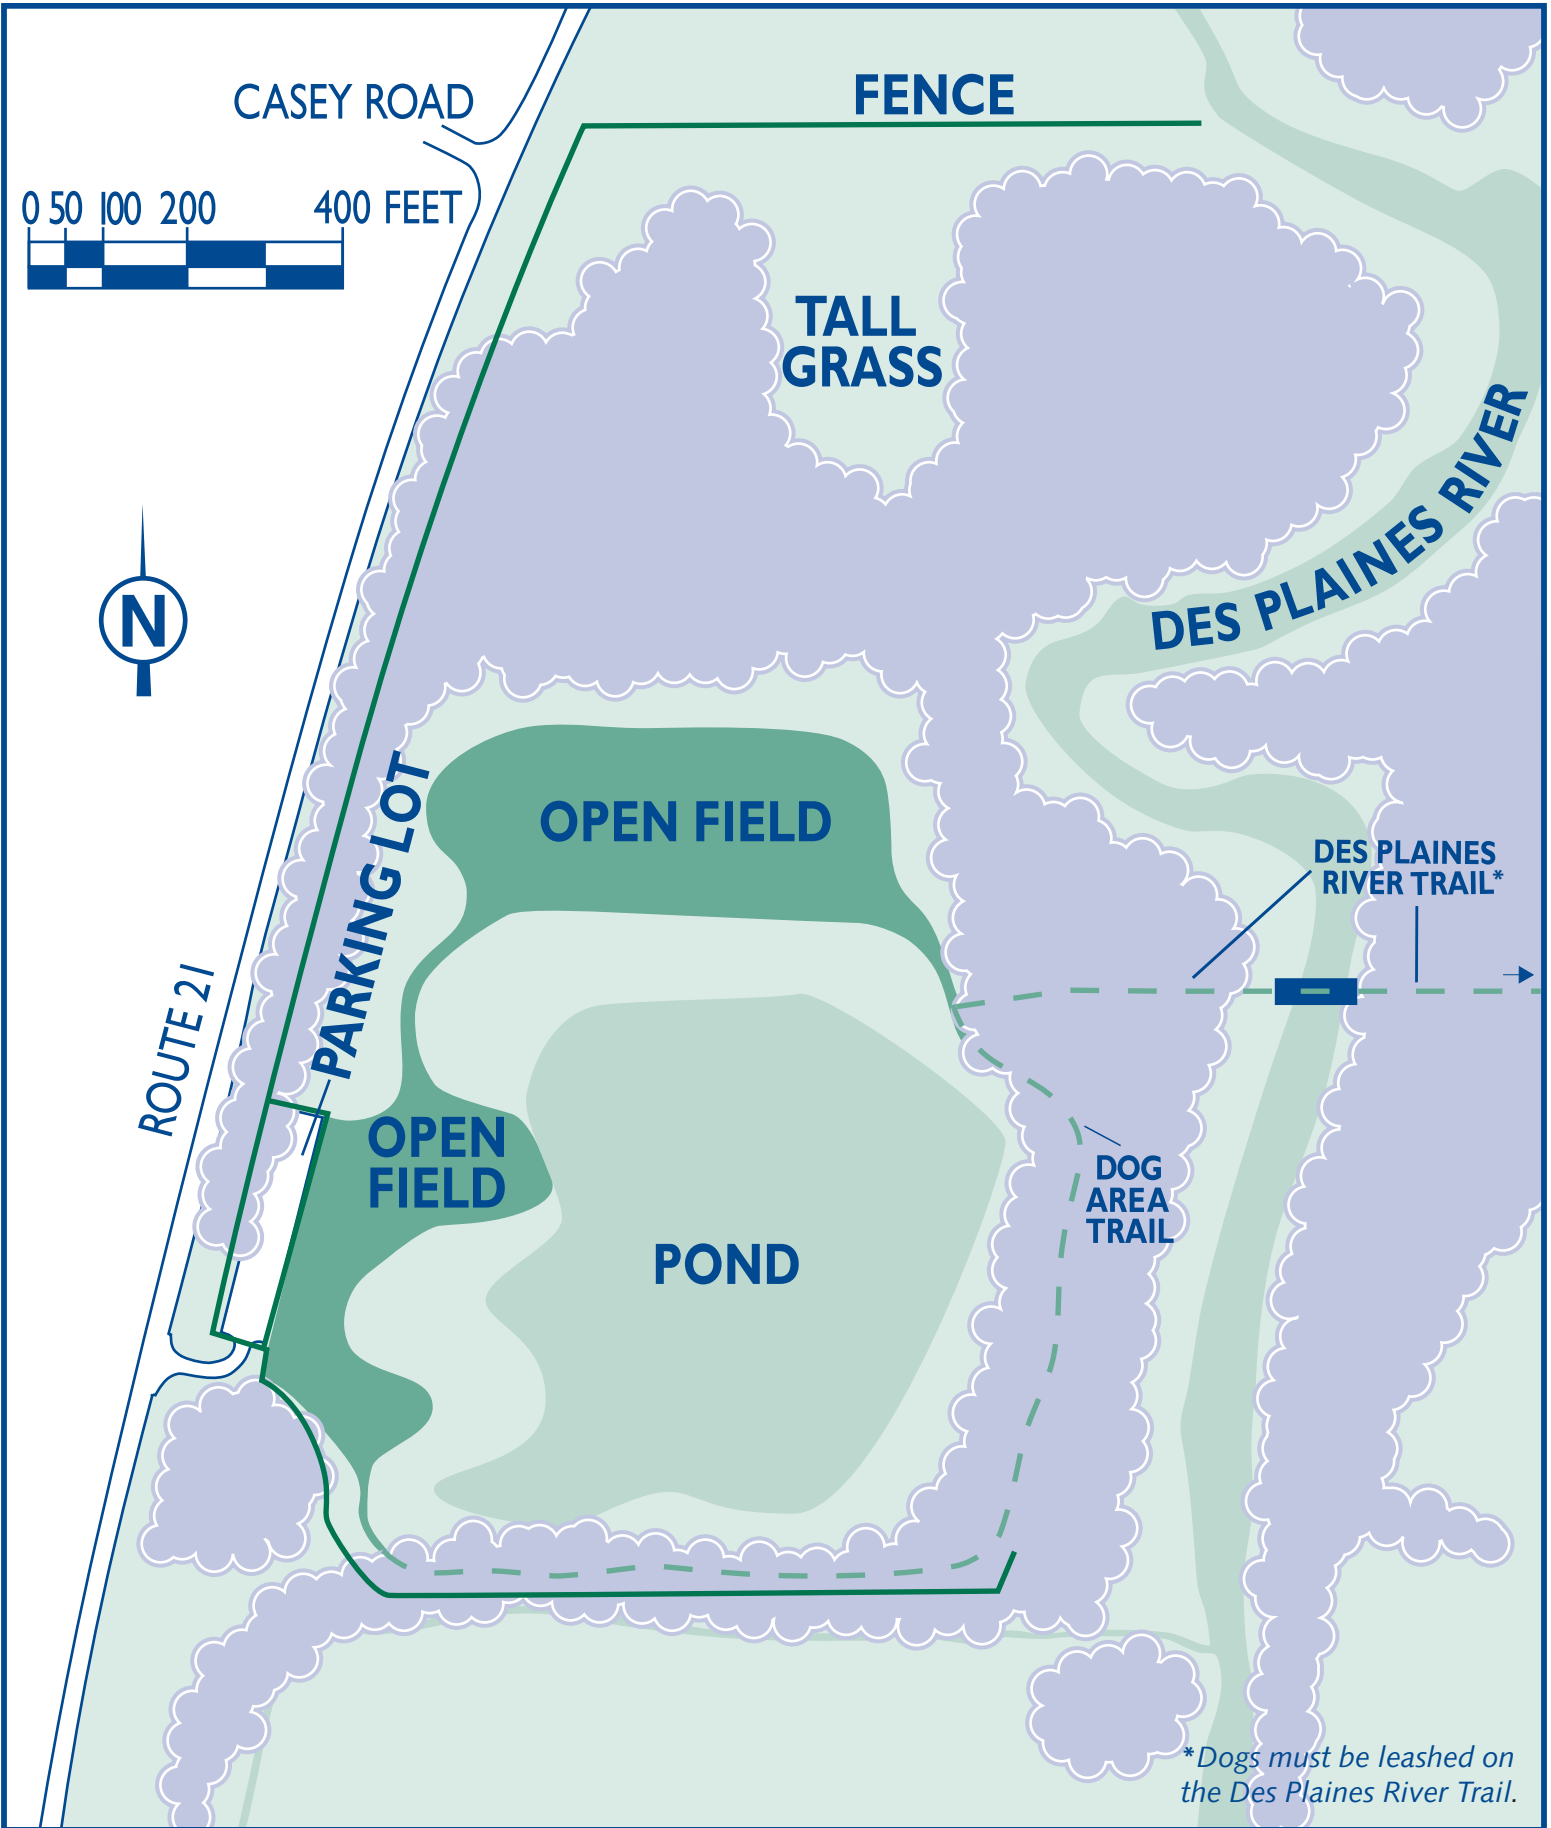 CASEY ROAD
FENCE
0 50 100 200 400 FEET
TALL
GRASS
DES PLAINES RIVER
N
PARKING LOT
OPEN FIELD
DES PLAINES
RIVER TRAIL*
ROUTE 21
OPEN
FIELD
DOG
AREA
TRAIL
POND
*Dogs must be leashed on
the Des Plaines River Trail.